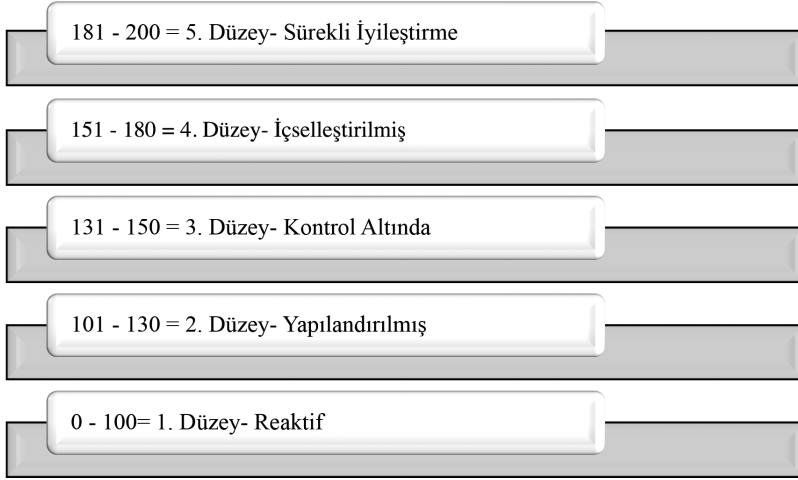 181 - 200 = 5. Düzey- Sürekli İyileştirme
151 - 180 = 4. Düzey- İçselleştirilmiş
131 - 150 = 3. Düzey- Kontrol Altında
101 - 130 = 2. Düzey- Yapılandırılmış
0 - 100= 1. Düzey- Reaktif